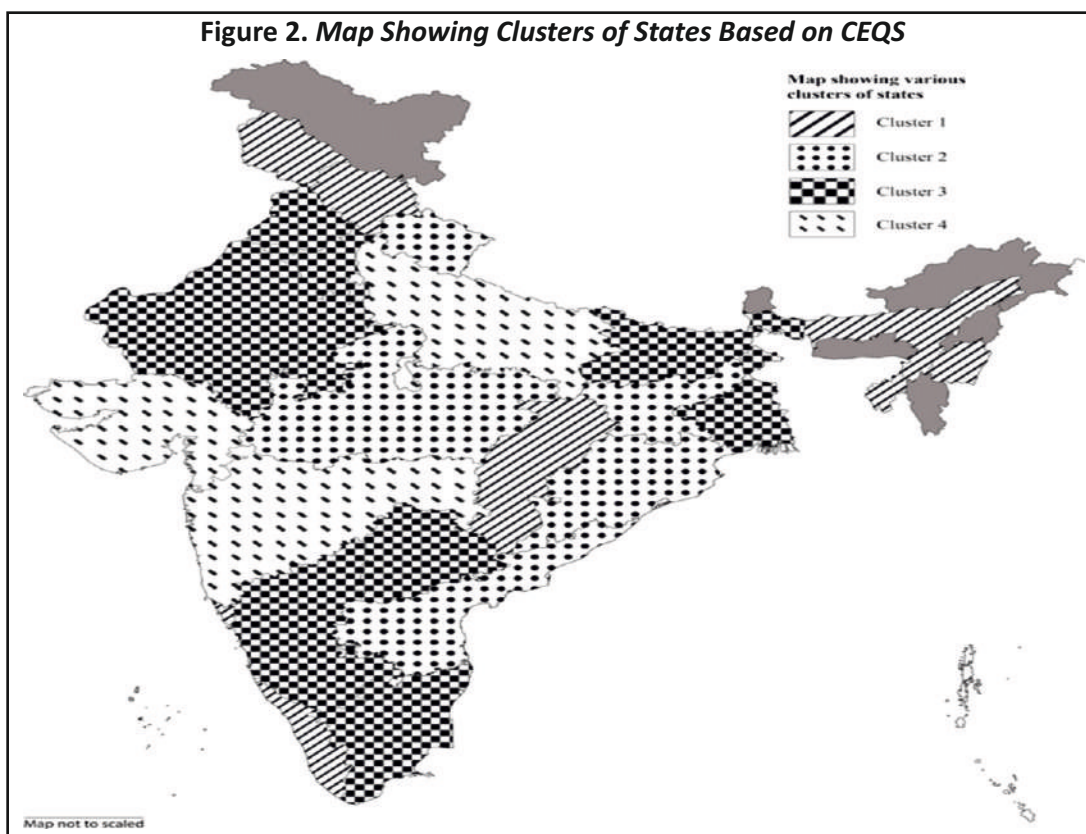 Figure 2. Map Showing Clusters of States Based on CEQS
Map showing various
clusters of states
Cluster 1
Cluster 2
Cluster 3
Cluster 4
Map not to scaled